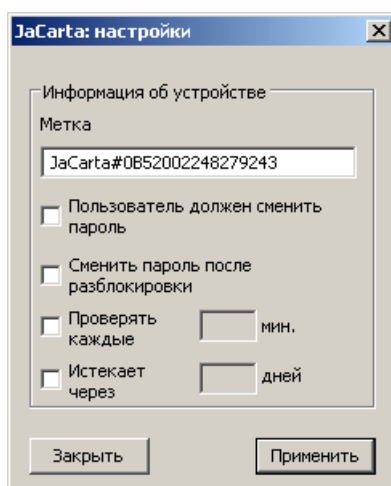 JaCarta: настройки
Информация об устройстве
Метка
JaCarta#0B52002248279243
Пользователь должен сменить
пароль
Сменить пароль после
разблокировки
Проверять
каждые
мин.
Истекает
через
дней
Закрыть
Применить